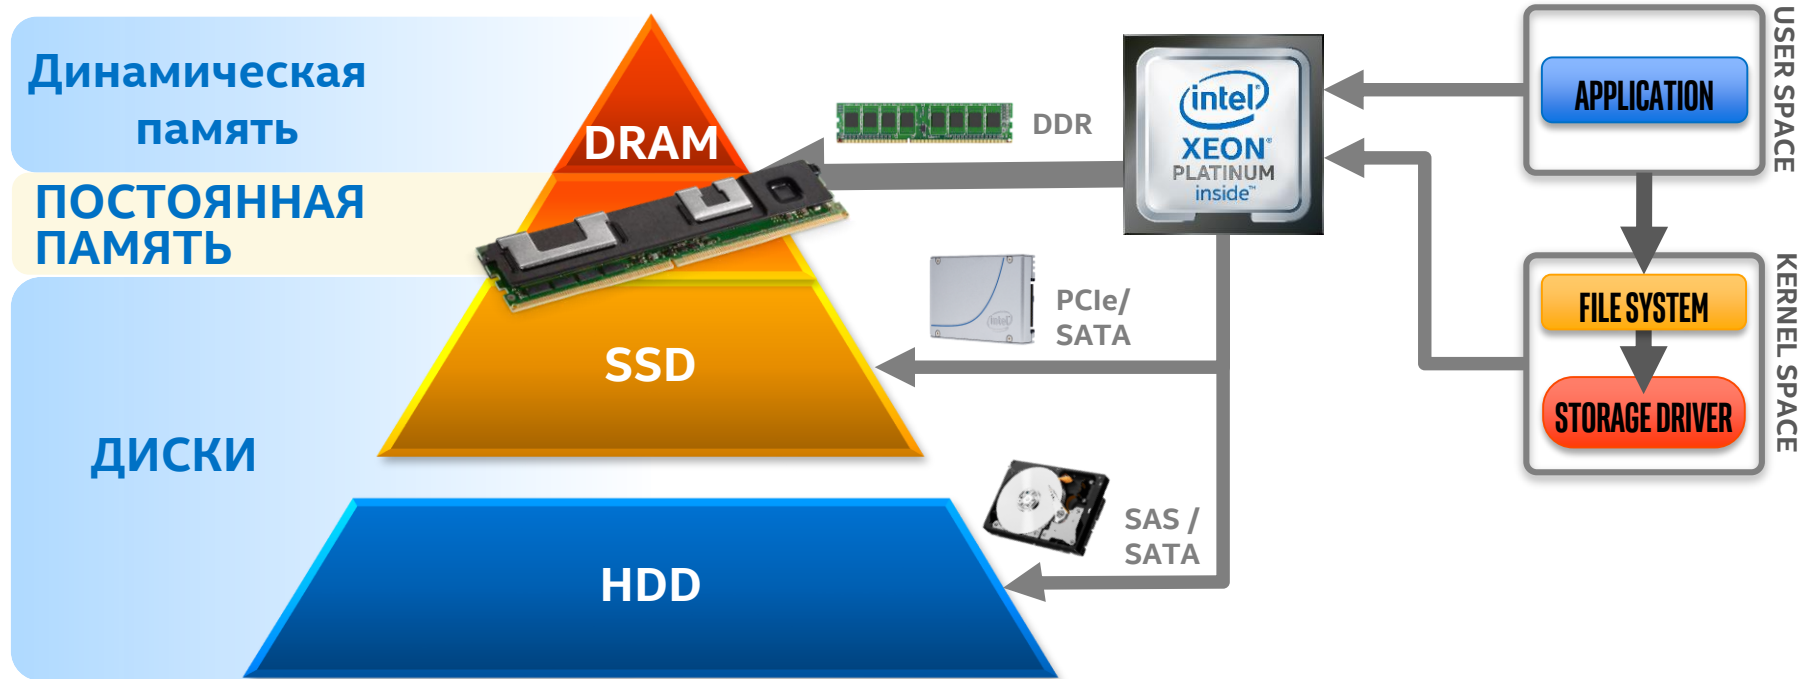 Динамическая
память
ПОСТОЯННАЯ
ПАМЯТЬ
ДИСКИ
DRAM
SSD
HDD
DDR
PCIe/
SATA
SAS /
SATA
intel®
XEON®
PLATINUM
inside™
APPLICATION
USER SPACE
FILE SYSTEM
STORAGE DRIVER
KERNEL SPACE